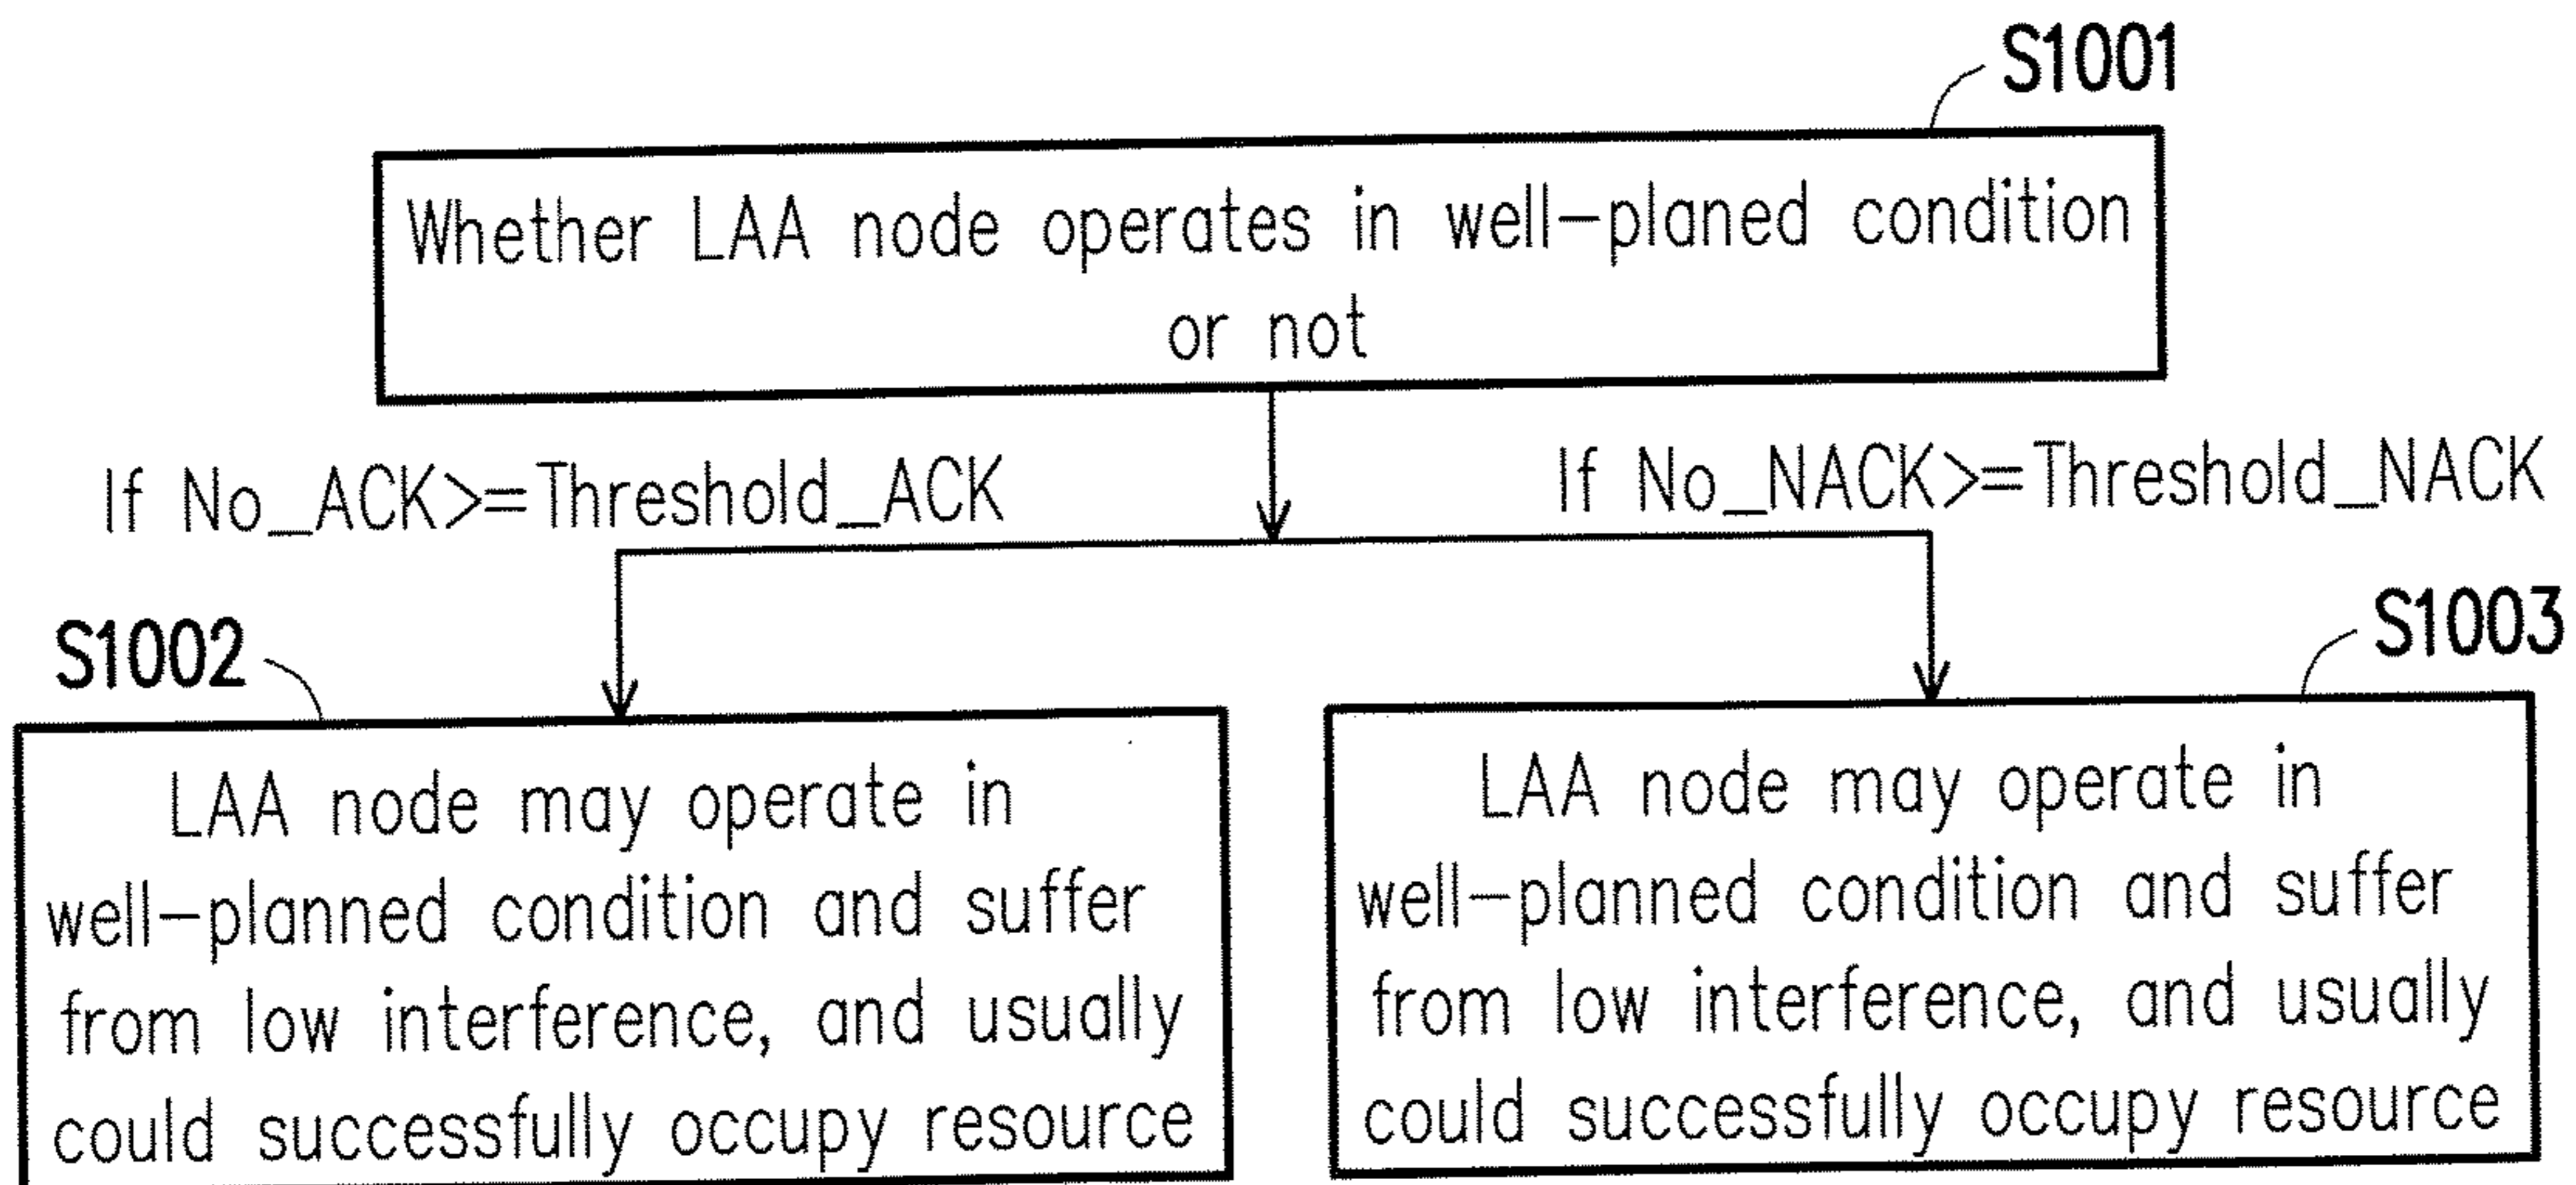 S1001
Whether LAA node operates in well-planed condition
or not
If No_ACK>=Threshold_ACK
If No_NACK>=Threshold_NACK
S1002
S1003
LAA node may operate in
well-planned condition and suffer
from low interference, and usually
could successfully occupy resource
LAA node may operate in
well-planned condition and suffer
from low interference, and usually
could successfully occupy resource